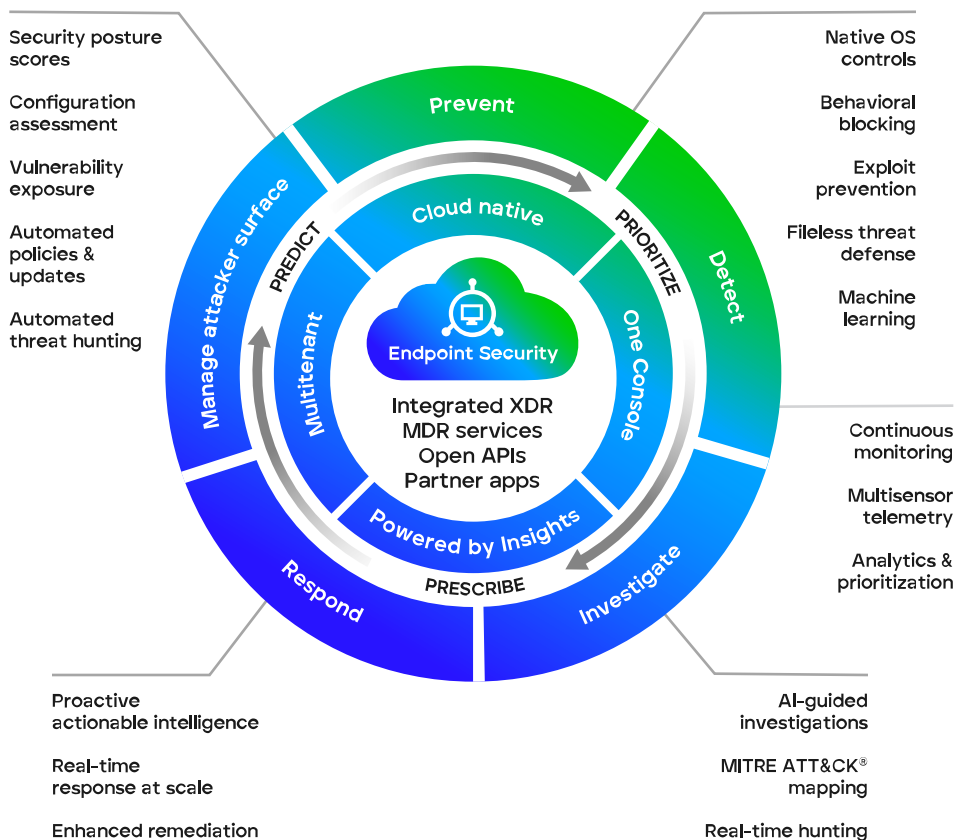 Security posture
scores
Configuration
assessment
Vulnerability
exposure
Automated
policies &
updates
Automated
threat hunting
Native OS
controls
Behavioral
blocking
Exploit
prevention
Fileless threat
defense
Machine
learning
Prevent
Detect
Investigate
Respond
Manage attacker surface
PREDICT
PRIORITIZE
PRESCRIBE
Cloud native
One Console
Powered by Insights
Multitenant
Endpoint Security
Integrated XDR
MDR services
Open APIs
Partner apps
Continuous
monitoring
Multisensor
telemetry
Analytics &
prioritization
Proactive
actionable intelligence
Real-time
response at scale
Enhanced remediation
AI-guided
investigations
MITRE ATT&CK®
mapping
Real-time hunting